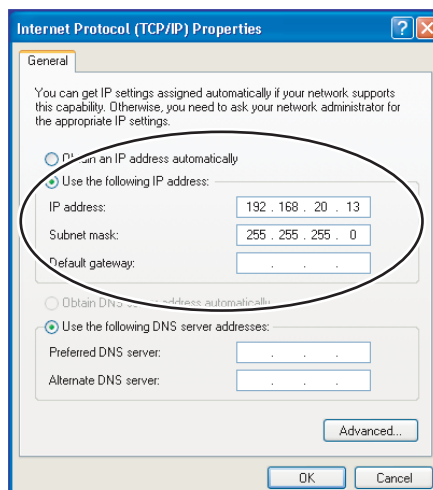 Internet Protocol (TCP/IP) Properties
General
You can get IP settings assigned automatically if your network supports
this capability. Otherwise, you need to ask your network administrator for
the appropriate IP settings.
Obtain an IP address automatically
Use the following IP address:
IP address: 192 . 168 . 20 . 13
Subnet mask: 255 . 255 . 255 . 0
Default gateway: . . .
Obtain DNS server address automatically
Use the following DNS server addresses:
Preferred DNS server: . . .
Alternate DNS server: . . .
Advanced...
OK Cancel